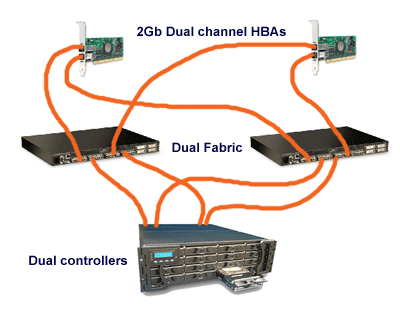 2Gb Dual channel HBAs
Dual Fabric
Dual controllers